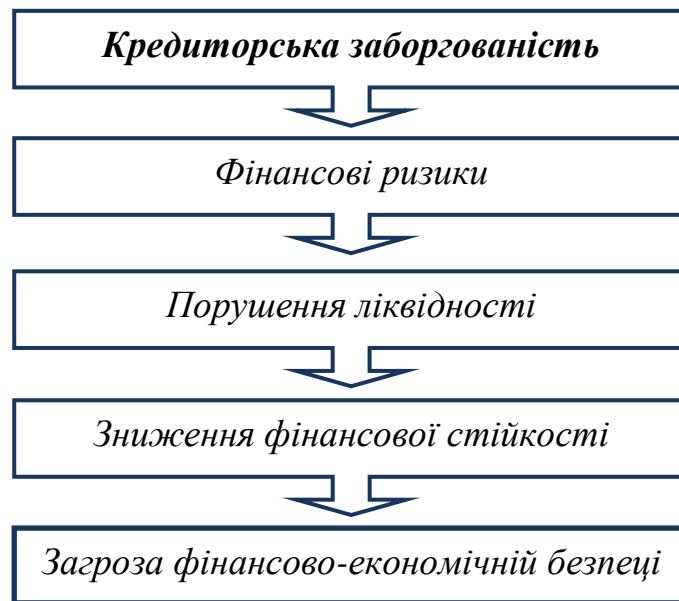 Кредиторська заборгованість
Фінансові ризики
Порушення ліквідності
Зниження фінансової стійкості
Загроза фінансово-економічній безпеці